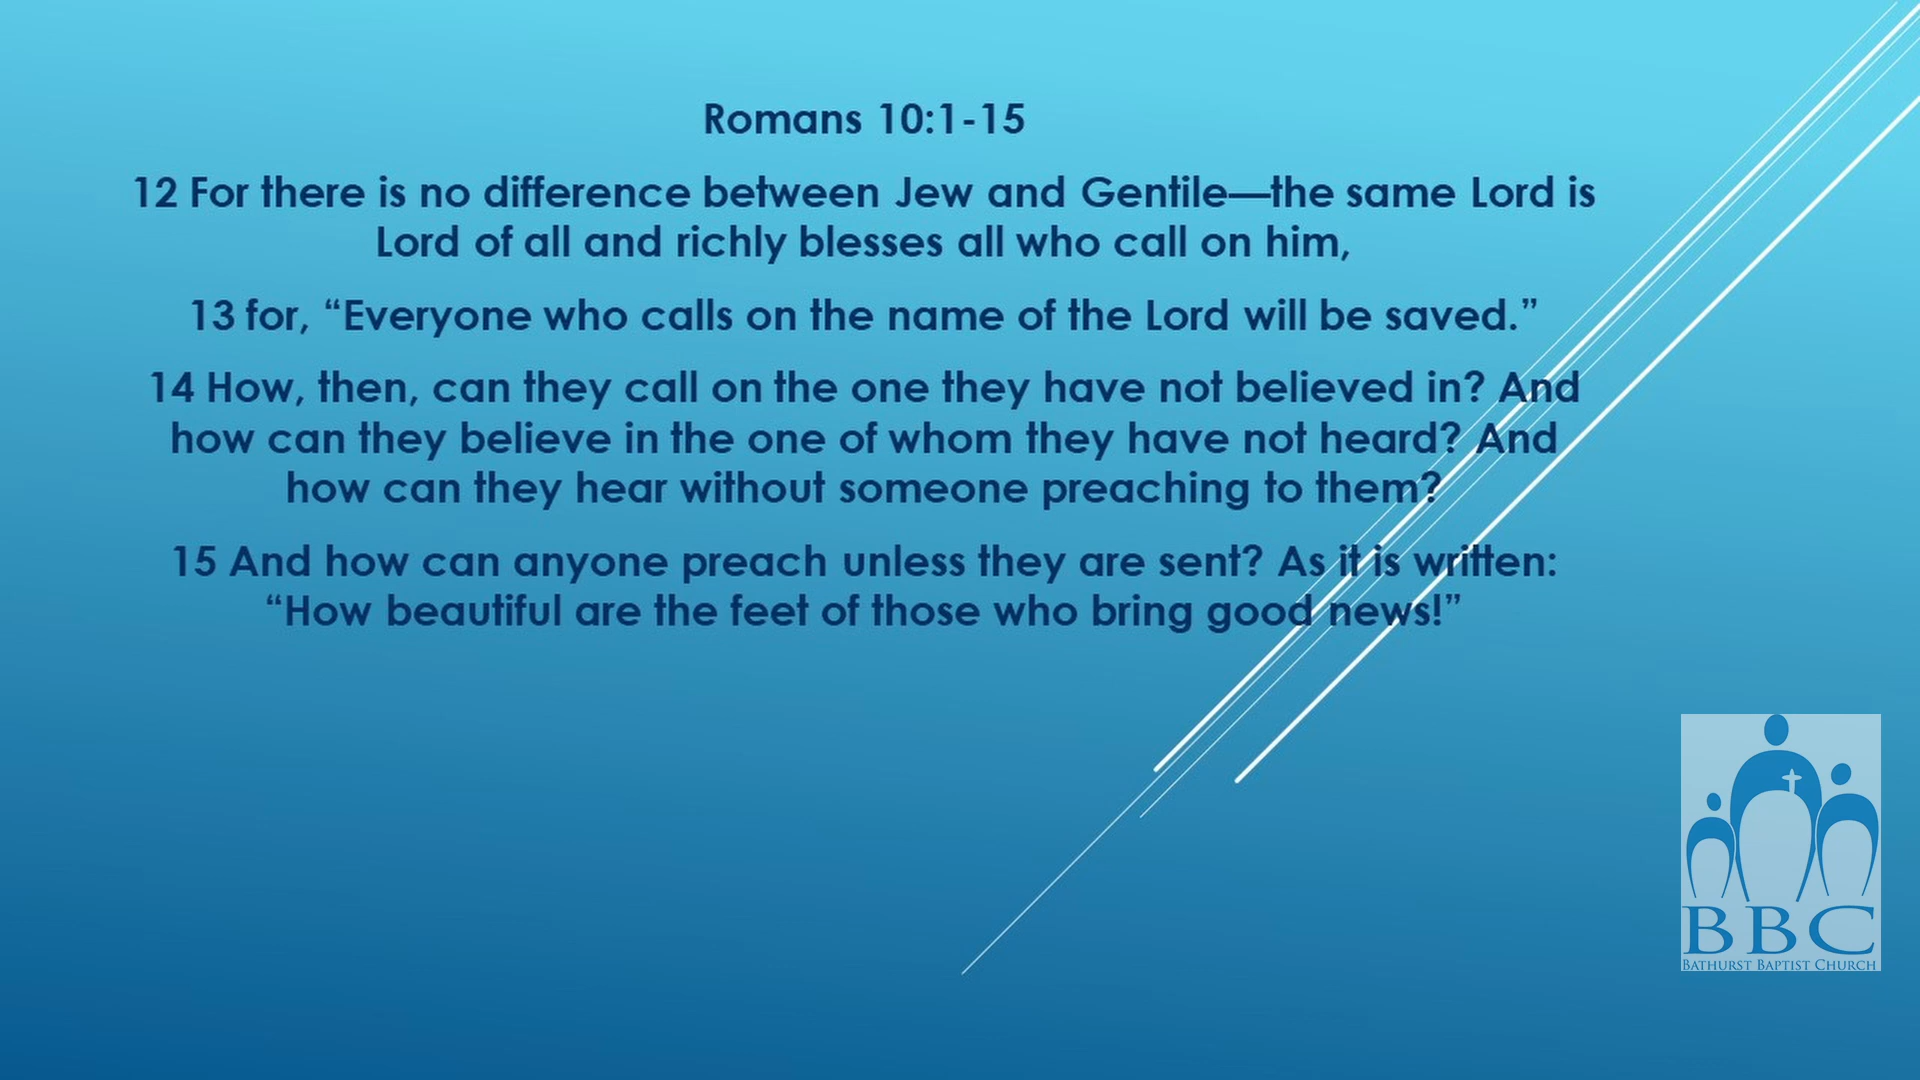 Romans 10:1-15
12 For there is no difference between Jew and Gentile—the same Lord is
Lord of all and richly blesses all who call on him,
13 for, “Everyone who calls on the name of the Lord will be saved.”
14 How, then, can they call on the one they have not believed in? And
how can they believe in the one of whom they have not heard? And
how can they hear without someone preaching to them?
15 And how can anyone preach unless they are sent? As it is written:
“How beautiful are the feet of those who bring good news!”
BBC
BATHURST BAPTIST CHURCH